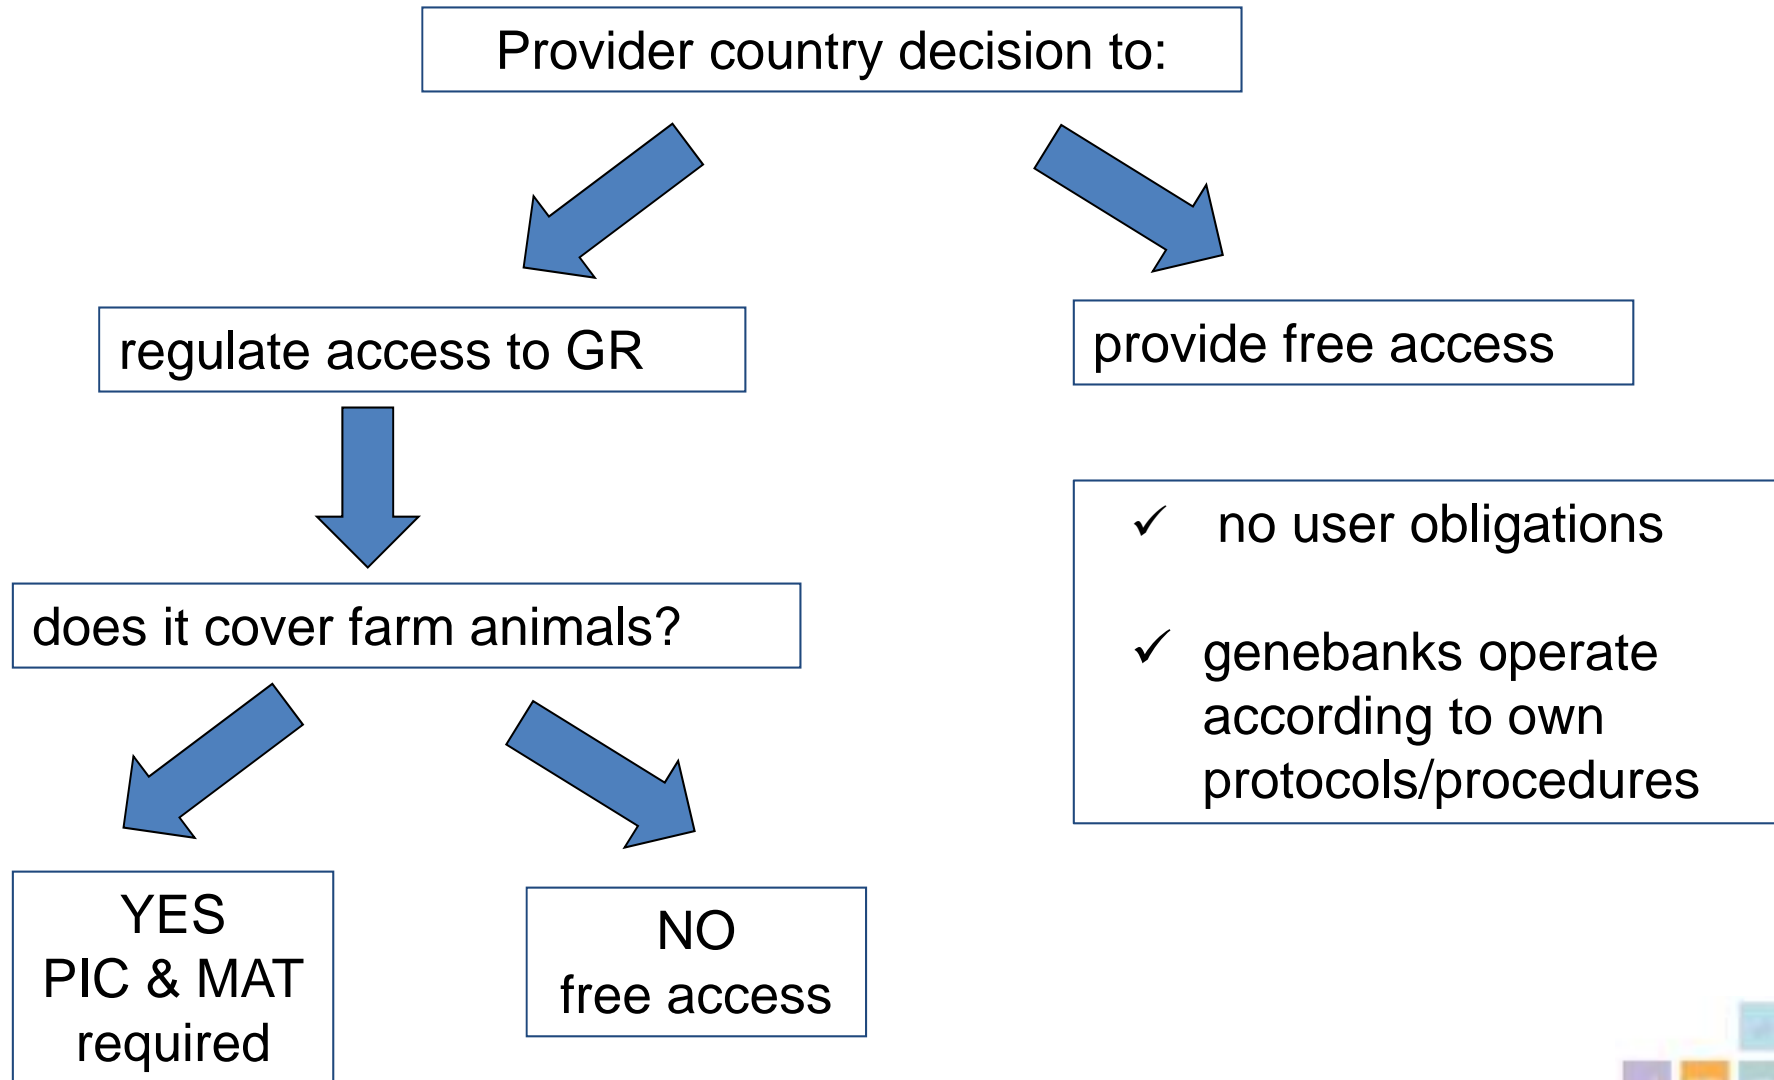 Provider country decision to:
regulate access to GR
provide free access
does it cover farm animals?
✓ no user obligations
✓ genebanks operate
according to own
protocols/procedures
YES
PIC & MAT
required
NO
free access